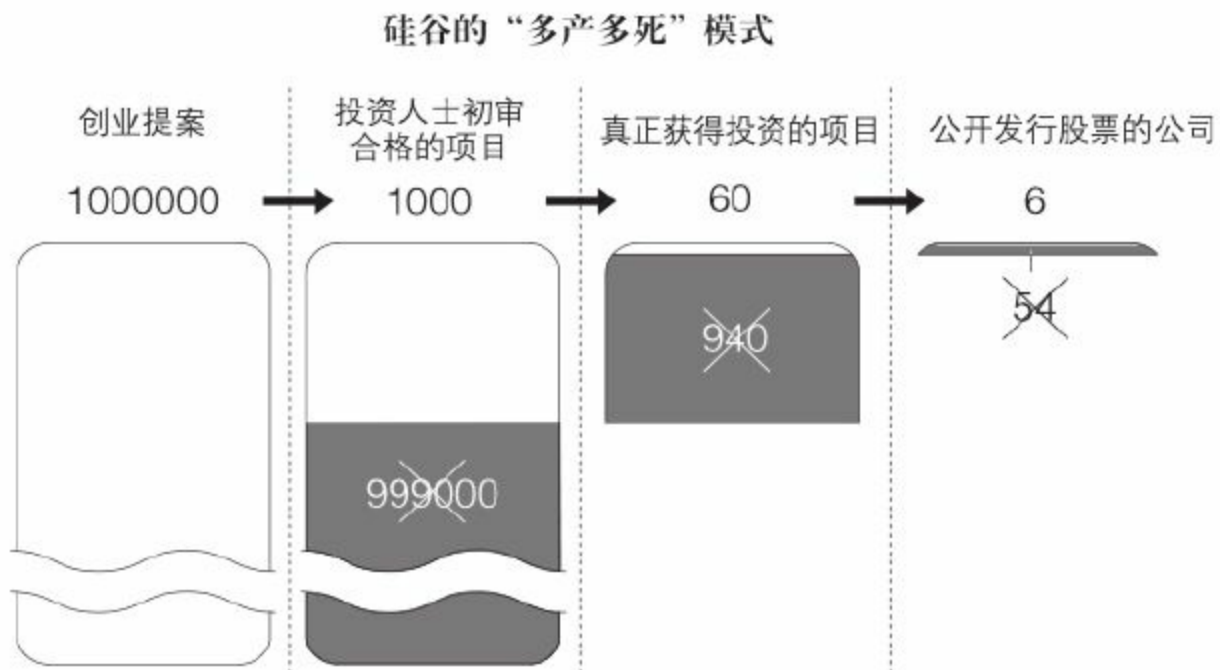 硅谷的“多产多死”模式
创业提案
投资人士初审
合格的项目
真正获得投资的项目
公开发行股票的公司
1000000
1000
60
6
54
940
999000